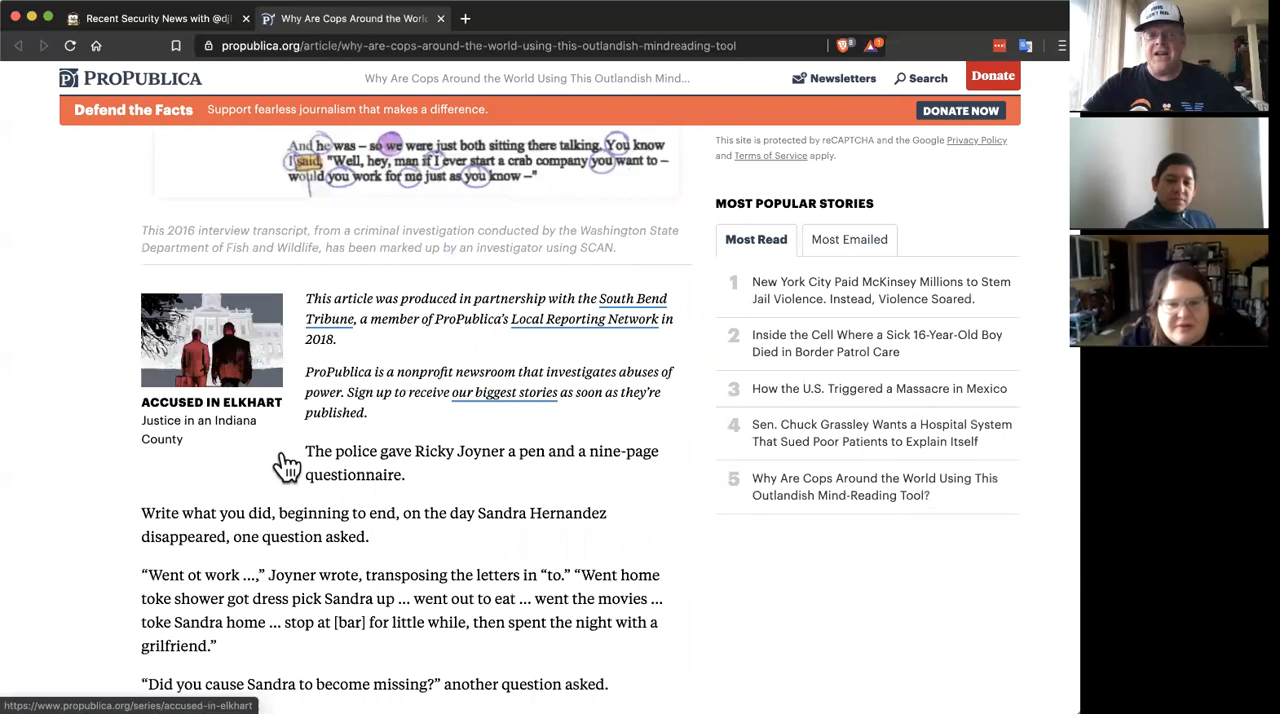 Recent Security News with @djl
Why Are Cops Around the World
propublica.org/article/why-are-cops-around-the-world-using-this-outlandish-mindreading-tool
8
1
PROPUBLICA
Why Are Cops Around the World Using This Outlandish Mind…
Newsletters
Search
Donate
Defend the Facts
Support fearless journalism that makes a difference.
DONATE NOW
And he was – so we were just both sitting there talking. You know
I said, "Well, hey, man if I ever start a crab company you want to –
would you work for me just as you know –"
This 2016 interview transcript, from a criminal investigation conducted by the Washington State
Department of Fish and Wildlife, has been marked up by an investigator using SCAN.
ACCUSED IN ELKHART
Justice in an Indiana
County
This article was produced in partnership with the South Bend
Tribune, a member of ProPublica's Local Reporting Network in
2018.
ProPublica is a nonprofit newsroom that investigates abuses of
power. Sign up to receive our biggest stories as soon as they're
published.
The police gave Ricky Joyner a pen and a nine-page
questionnaire.
Write what you did, beginning to end, on the day Sandra Hernandez
disappeared, one question asked.
“Went ot work …,” Joyner wrote, transposing the letters in “to.” “Went home
toke shower got dress pick Sandra up … went out to eat … went the movies …
toke Sandra home … stop at [bar] for little while, then spent the night with a
grilfriend.”
“Did you cause Sandra to become missing?” another question asked.
This site is protected by reCAPTCHA and the Google Privacy Policy
and Terms of Service apply.
MOST POPULAR STORIES
Most Read
Most Emailed
1 New York City Paid McKinsey Millions to Stem
Jail Violence. Instead, Violence Soared.
2 Inside the Cell Where a Sick 16-Year-Old Boy
Died in Border Patrol Care
3 How the U.S. Triggered a Massacre in Mexico
4 Sen. Chuck Grassley Wants a Hospital System
That Sued Poor Patients to Explain Itself
5 Why Are Cops Around the World Using This
Outlandish Mind-Reading Tool?
https://www.propublica.org/series/accused-in-elkhart